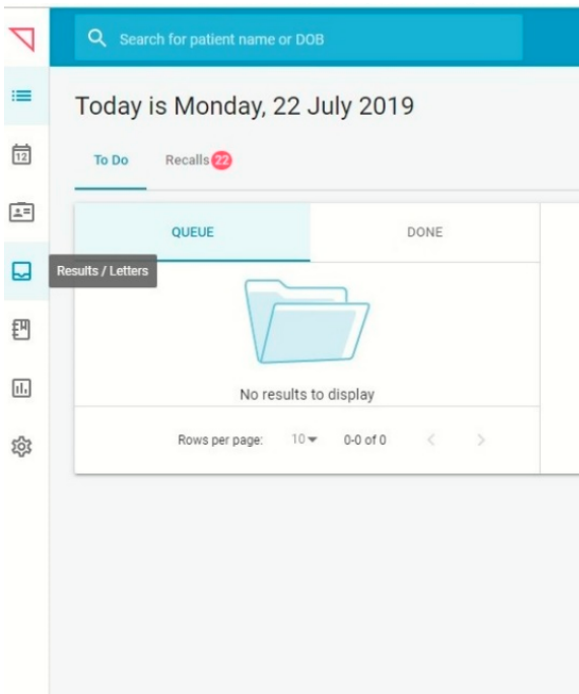 Search for patient name or DOB
Today is Monday, 22 July 2019
12
To Do Recalls 22
QUEUE DONE
Results / Letters
No results to display
Rows per page: 10 0-0 of 0